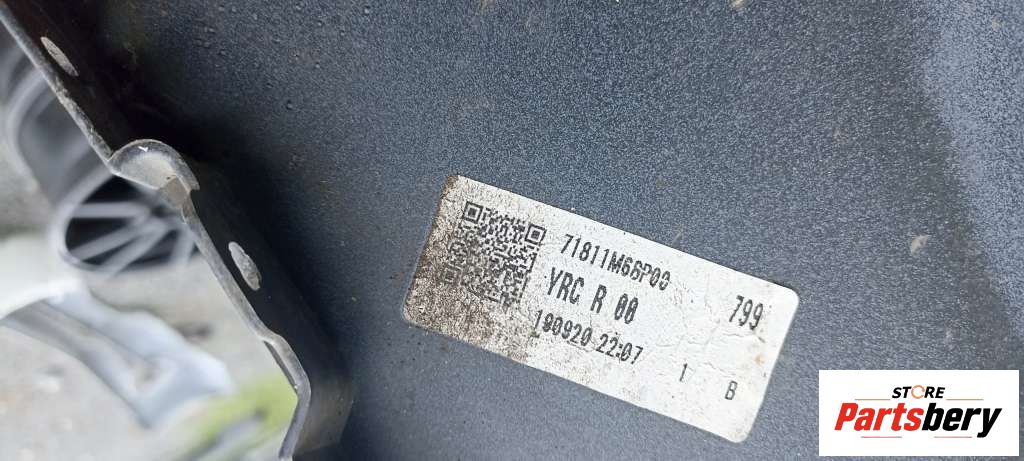 71811M68P00
YRC R 00
799
190920 22:07
1 B
STORE
Partsbery